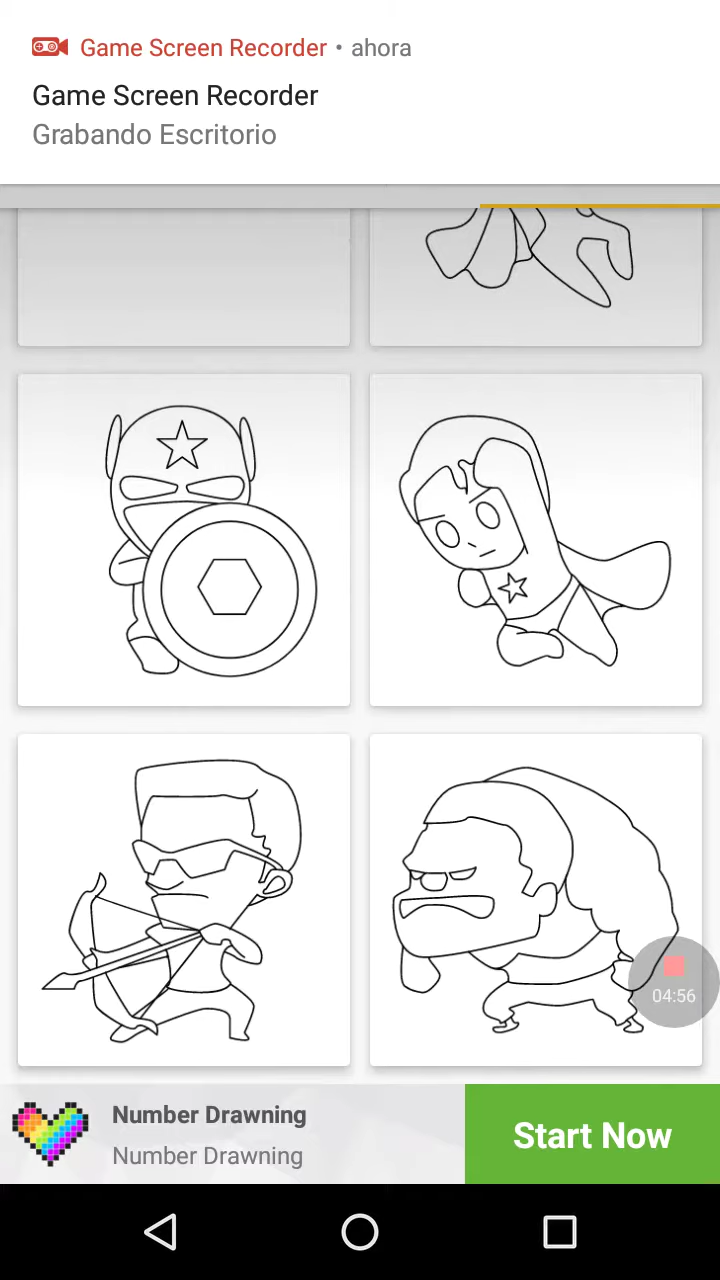 Game Screen Recorder • ahora
Game Screen Recorder
Grabando Escritorio
04:56
Number Drawning
Number Drawning
Start Now